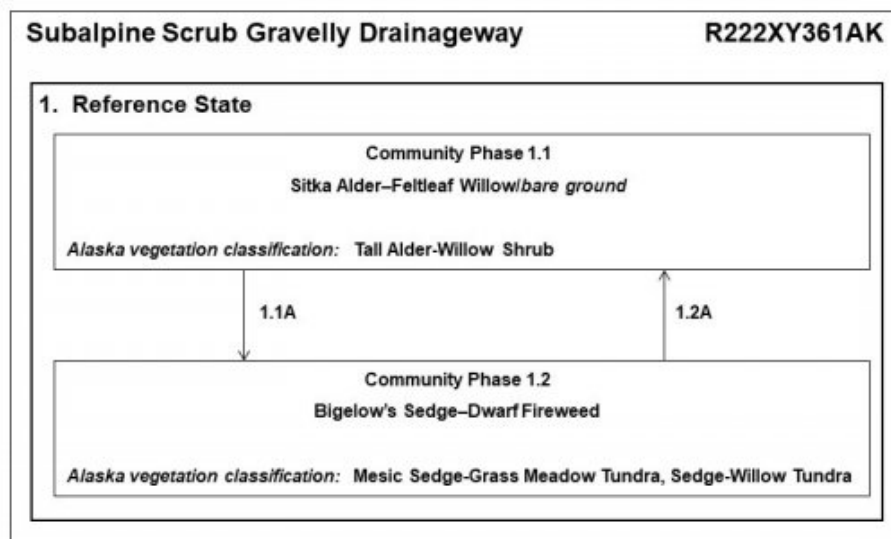 Subalpine Scrub Gravelly Drainageway R222XY361AK
1. Reference State
Community Phase 1.1
Sitka Alder–Feltleaf Willow/bare ground
Alaska vegetation classification: Tall Alder-Willow Shrub
1.1A 1.2A
Community Phase 1.2
Bigelow's Sedge–Dwarf Fireweed
Alaska vegetation classification: Mesic Sedge-Grass Meadow Tundra, Sedge-Willow Tundra